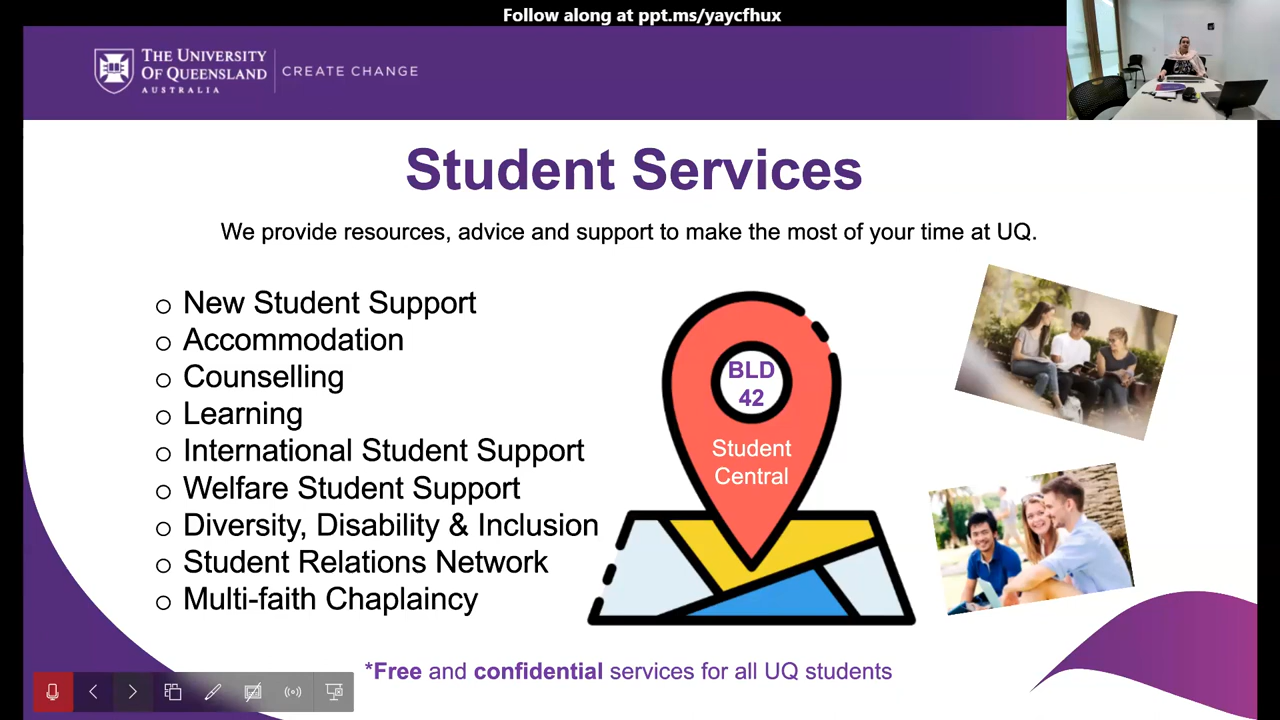 Follow along at ppt.ms/yaycfhux
THE UNIVERSITY
OF QUEENSLAND
AUSTRALIA
CREATE CHANGE
Student Services
We provide resources, advice and support to make the most of your time at UQ.
o New Student Support
o Accommodation
o Counselling
o Learning
o International Student Support
o Welfare Student Support
o Diversity, Disability & Inclusion
o Student Relations Network
o Multi-faith Chaplaincy
BLD
42
Student
Central
*Free and confidential services for all UQ students